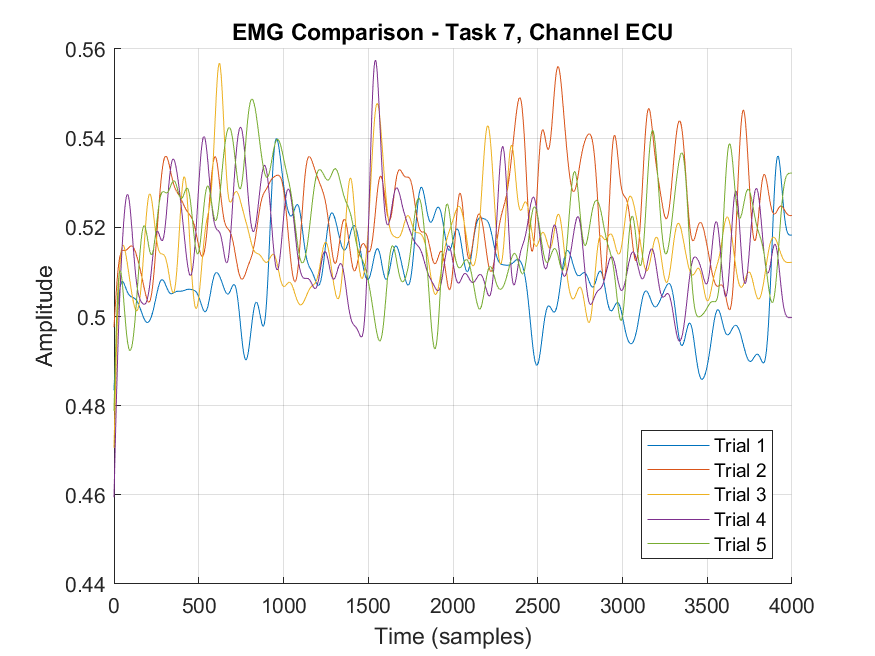 EMG Comparison - Task 7, Channel ECU
0.56
0.54
0.52
0.5
0.48
0.46
0.44
Amplitude
0 500 1000 1500 2000 2500 3000 3500 4000
Time (samples)
Trial 1
Trial 2
Trial 3
Trial 4
Trial 5